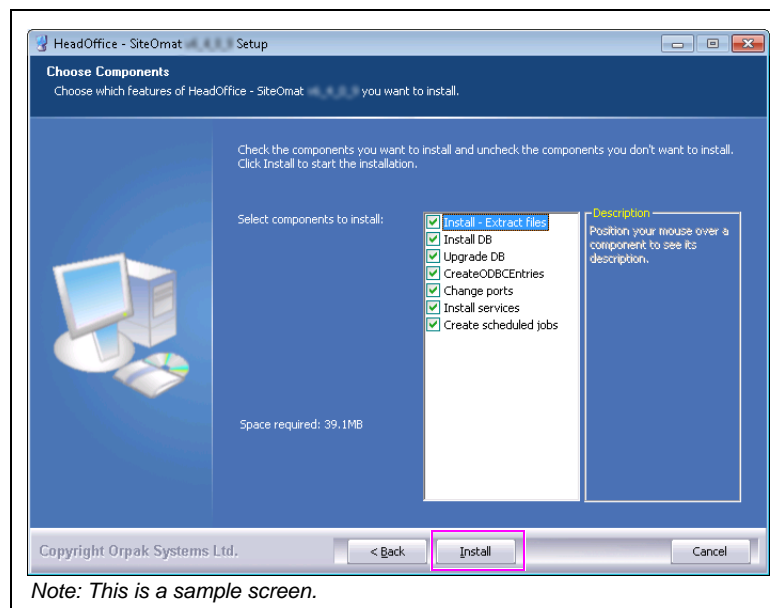 HeadOffice - SiteOmat Setup
Choose Components
Choose which features of HeadOffice - SiteOmat you want to install.
Check the components you want to install and uncheck the components you don't want to install.
Click Install to start the installation.
Select components to install:
Install - Extract files
Install DB
Upgrade DB
CreateODBCEntries
Change ports
Install services
Create scheduled jobs
Description
Position your mouse over a
component to see its
description.
Space required: 39.1MB
Copyright Orpak Systems Ltd.
< Back
Install
Cancel
Note: This is a sample screen.